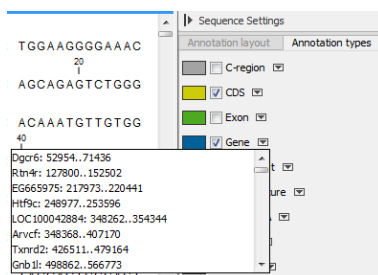 Sequence Settings
Annotation layout Annotation types
TGGAAGGGGAAAC
20
C-region
AGCAGAGTCTGGG
CDS
Exon
ACAAATGTTGTGG
40
Gene
Dgcr6: 52954..71436
Rtn4r: 127800..152502
EG665975: 217973..220441
Htf9c: 248977..253596
LOC100042884: 348262..354344
Arvcf: 348368..407170
Txnrd2: 426511..479164
Gnb1l: 498862..566773
t
ure